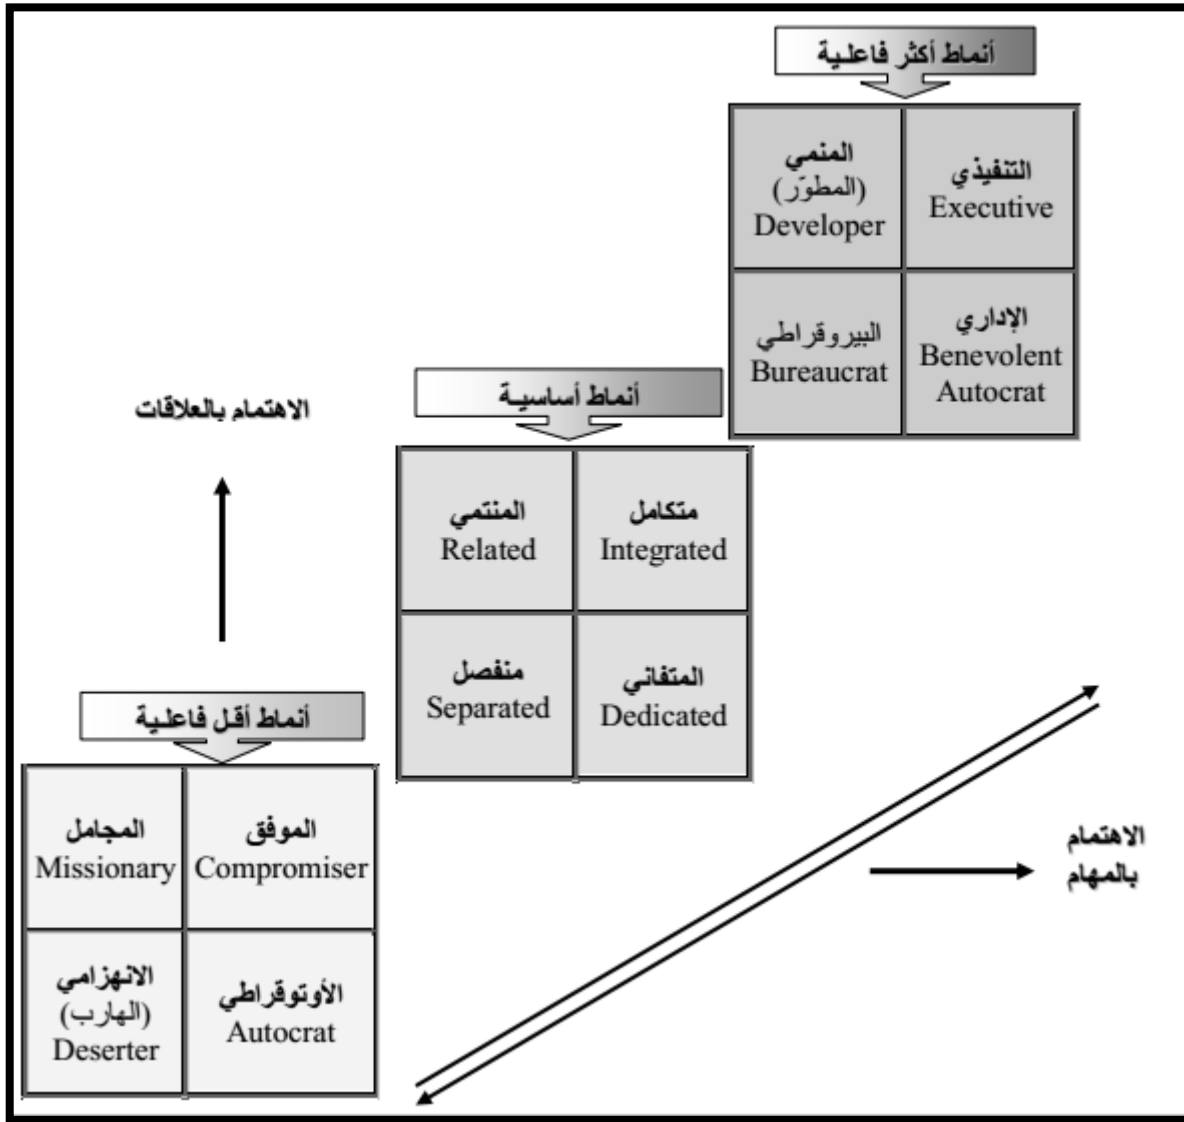 أنماط أكثر فاعلية
المنمي
(المطوّر)
Developer
التنفيذي
Executive
البيروقراطي
Bureaucrat
الإداري
Benevolent
Autocrat
أنماط أساسية
الاهتمام بالعلاقات
المنتمي
Related
متكامل
Integrated
منفصل
Separated
المتفاني
Dedicated
أنماط أقل فاعلية
المجامل
Missionary
الموفق
Compromiser
الاهتمام
بالمهام
الانهزامي
(الهارب)
Deserter
الأوتوقراطي
Autocrat